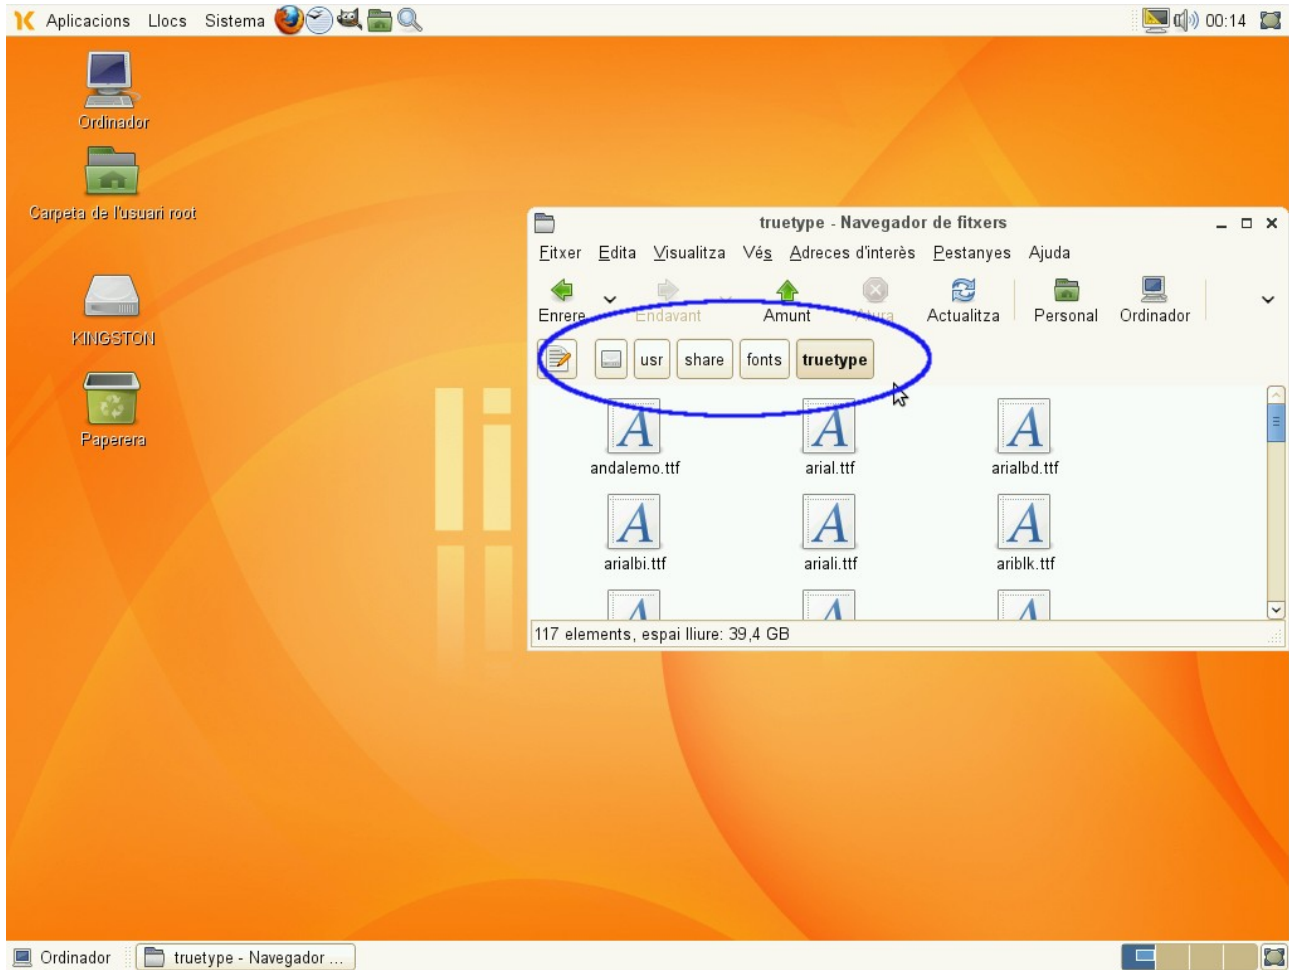 Aplicacions Llocs Sistema 00:14
Ordinador
Carpeta de l'usuari root
KINGSTON
Paperera
truetype - Navegador de fitxers
Fitxer Edita Visualitza Vés Adreces d'interès Pestanyes Ajuda
Enrere Endavant Amunt Atura Actualitza Personal Ordinador
usr share fonts truetype
andalemo.ttf arial.ttf arialbd.ttf
arialbi.ttf ariali.ttf ariblk.ttf
117 elements, espai lliure: 39,4 GB
Ordinador truetype - Navegador ...